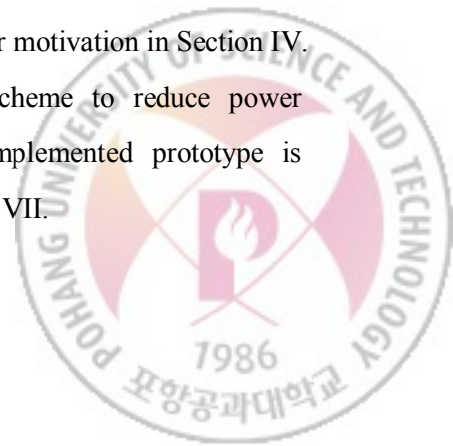 r motivation in Section IV.
cheme to reduce power
mplemented prototype is
VII.
POHANG UNIVERSITY OF SCIENCE AND TECHNOLOGY
1986
포항공과대학교